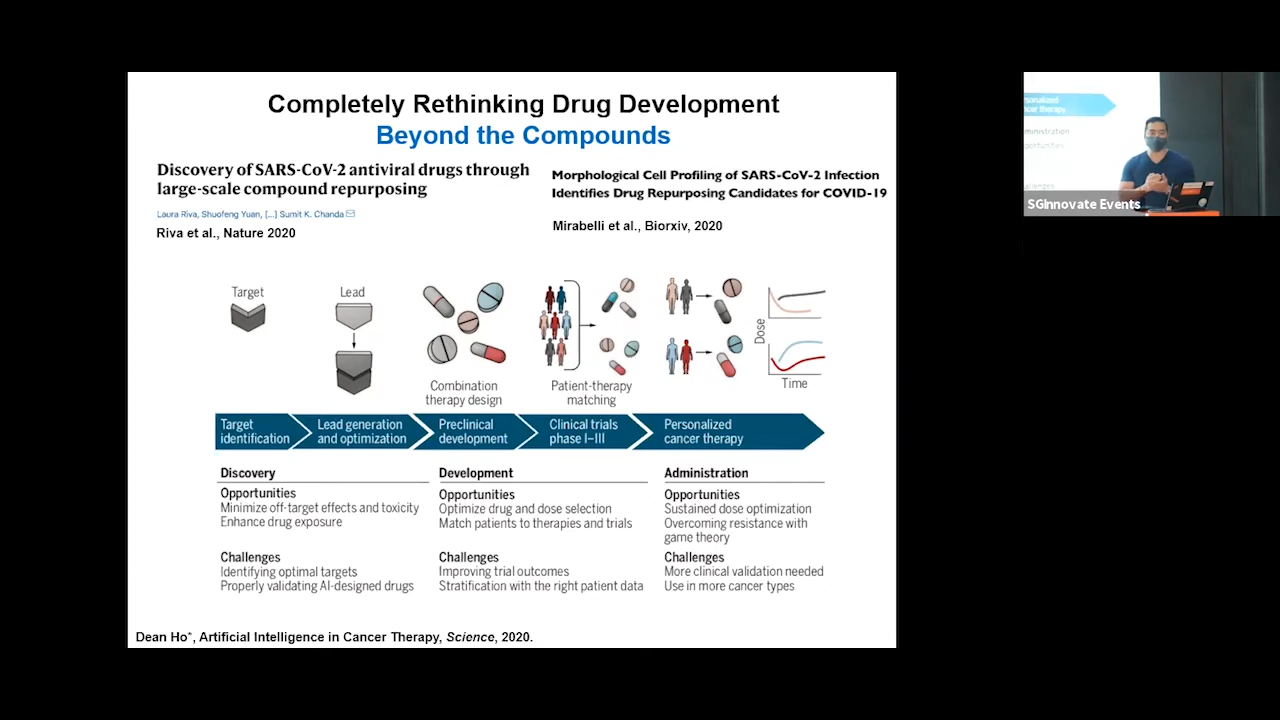 Completely Rethinking Drug Development
Beyond the Compounds
Discovery of SARS-CoV-2 antiviral drugs through
large-scale compound repurposing
Laura Riva, Shuofeng Yuan, [...] Sumit K. Chanda
Riva et al., Nature 2020
Morphological Cell Profiling of SARS-CoV-2 Infection
Identifies Drug Repurposing Candidates for COVID-19
Mirabelli et al., Biorxiv, 2020
Target
Lead
Combination
therapy design
Patient-therapy
matching
Dose
Time
Target
identification
Lead generation
and optimization
Preclinical
development
Clinical trials
phase I–III
Personalized
cancer therapy
Discovery
Opportunities
Minimize off-target effects and toxicity
Enhance drug exposure
Challenges
Identifying optimal targets
Properly validating AI-designed drugs
Development
Opportunities
Optimize drug and dose selection
Match patients to therapies and trials
Challenges
Improving trial outcomes
Stratification with the right patient data
Administration
Opportunities
Sustained dose optimization
Overcoming resistance with
game theory
Challenges
More clinical validation needed
Use in more cancer types
Dean Ho*, Artificial Intelligence in Cancer Therapy, Science, 2020.
rsonalized
ncer therapy
ministration
portunities
allenges
SGInnovate Events